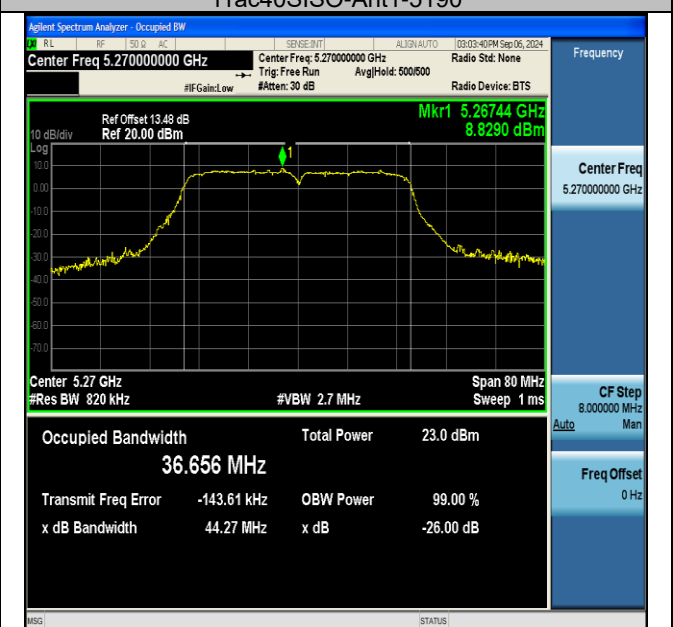 11ac40SISO-Ant1-5190
Agilent Spectrum Analyzer - Occupied BW
RL RF 50 Ω AC SENSE:INT ALIGN AUTO 03:03:40 PM Sep 06, 2024
Center Freq 5.270000000 GHz Center Freq: 5.270000000 GHz Radio Std: None
Trig: Free Run Avg|Hold: 500/500
#IFGain:Low #Atten: 30 dB Radio Device: BTS
Mkr1 5.26744 GHz
8.8290 dBm
Ref Offset 13.48 dB
10 dB/div Ref 20.00 dBm
Log
10.0
0.00
-10.0
-20.0
-30.0
-40.0
-50.0
-60.0
-70.0
1
Center 5.27 GHz Span 80 MHz
#Res BW 820 kHz #VBW 2.7 MHz Sweep 1 ms
Occupied Bandwidth Total Power 23.0 dBm
36.656 MHz
Transmit Freq Error -143.61 kHz OBW Power 99.00 %
x dB Bandwidth 44.27 MHz x dB -26.00 dB
MSG STATUS
Frequency
Center Freq
5.270000000 GHz
CF Step
8.000000 MHz
Auto Man
Freq Offset
0 Hz